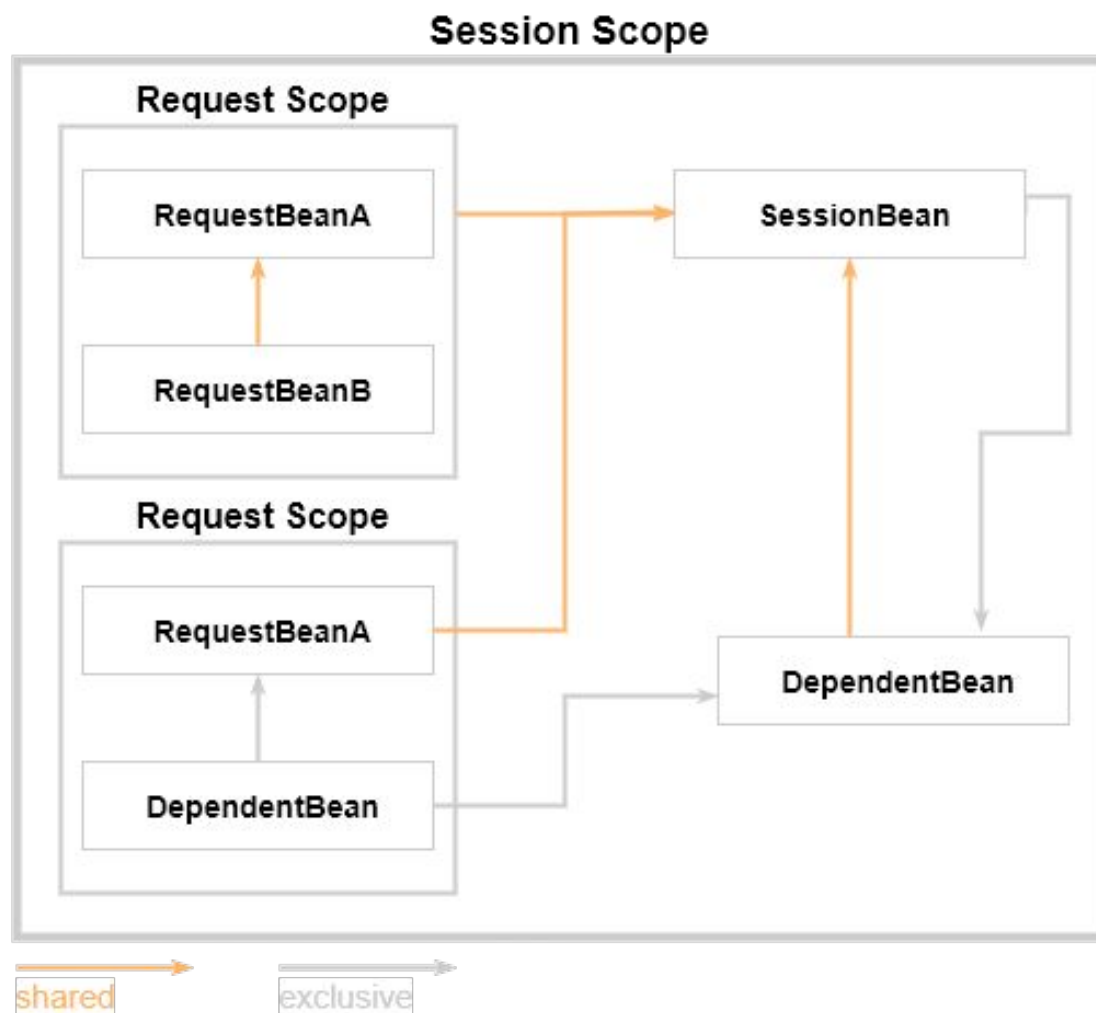 Session Scope
Request Scope
RequestBeanA
SessionBean
RequestBeanB
Request Scope
RequestBeanA
DependentBean
DependentBean
shared
exclusive